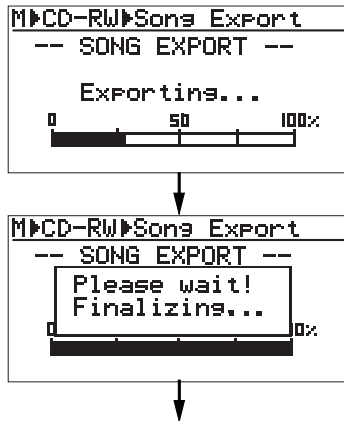 M▶CD-RW▶Song Export
-- SONG EXPORT --
Exporting...
0 50 100%
M▶CD-RW▶Song Export
-- SONG EXPORT --
Please wait!
Finalizing...
0 0%